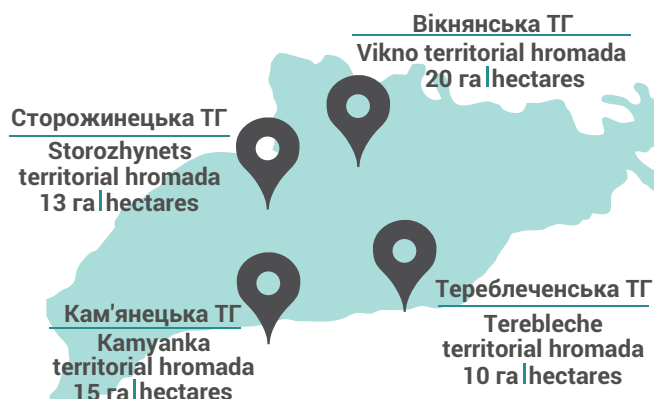 Вікнянська ТГ
Vikno territorial hromada
20 га|hectares
Сторожинецька ТГ
Storozhynets
territorial hromada
13 га|hectares
Тереблеченська ТГ
Terebleche
territorial hromada
10 га|hectares
Кам'янецька ТГ
Kamyanka
territorial hromada
15 га|hectares